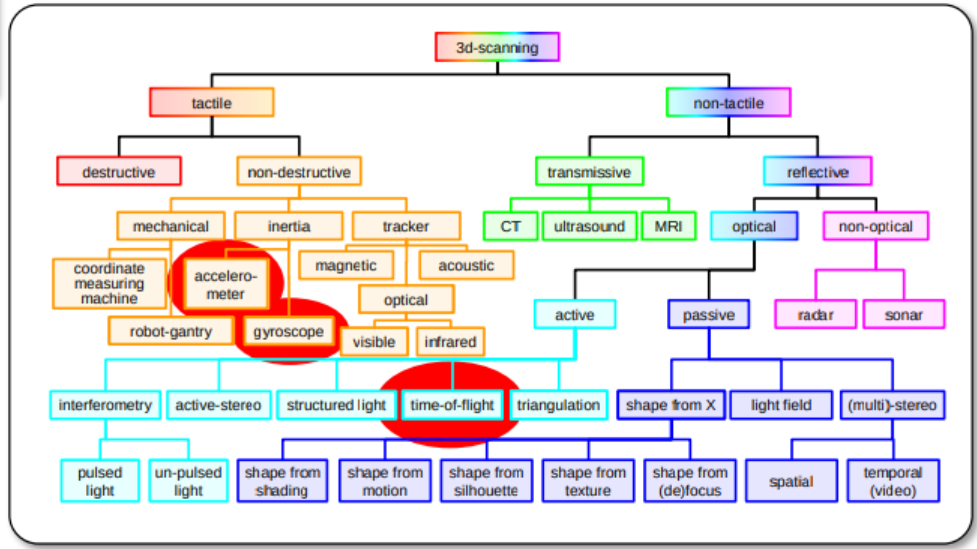 3d-scanning
tactile
non-tactile
destructive
non-destructive
transmissive
reflective
mechanical
inertia
tracker
CT
ultrasound
MRI
optical
non-optical
coordinate
measuring
machine
accelero-
meter
magnetic
acoustic
optical
robot-gantry
gyroscope
visible
infrared
active
passive
radar
sonar
interferometry
active-stereo
structured light
time-of-flight
triangulation
shape from X
light field
(multi)-stereo
pulsed
light
un-pulsed
light
shape from
shading
shape from
motion
shape from
silhouette
shape from
texture
shape from
(de)focus
spatial
temporal
(video)